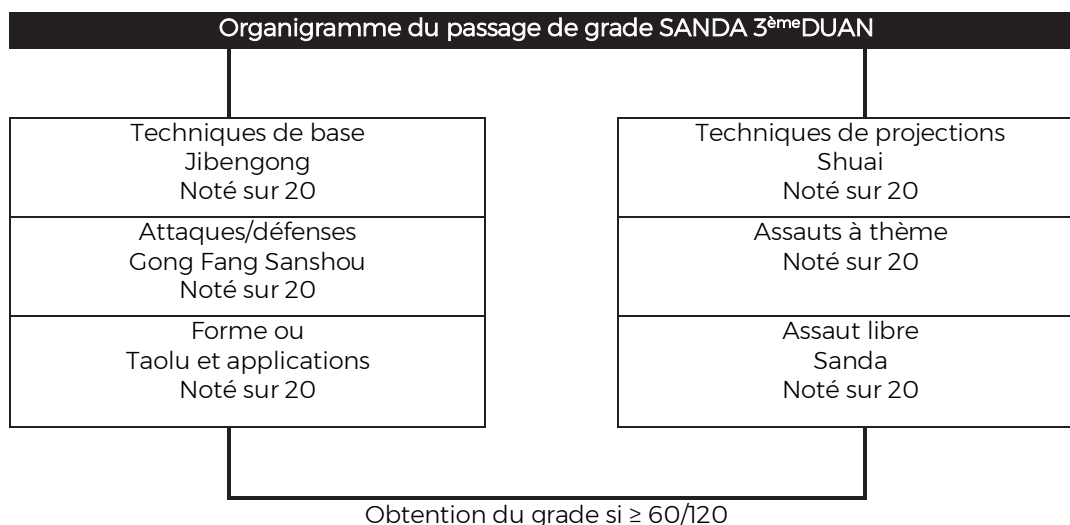 Organigramme du passage de grade SANDA 3èmeDUAN
Techniques de base
Jibengong
Noté sur 20
Attaques/défenses
Gong Fang Sanshou
Noté sur 20
Forme ou
Taolu et applications
Noté sur 20
Techniques de projections
Shuai
Noté sur 20
Assauts à thème
Noté sur 20
Assaut libre
Sanda
Noté sur 20
Obtention du grade si ≥ 60/120